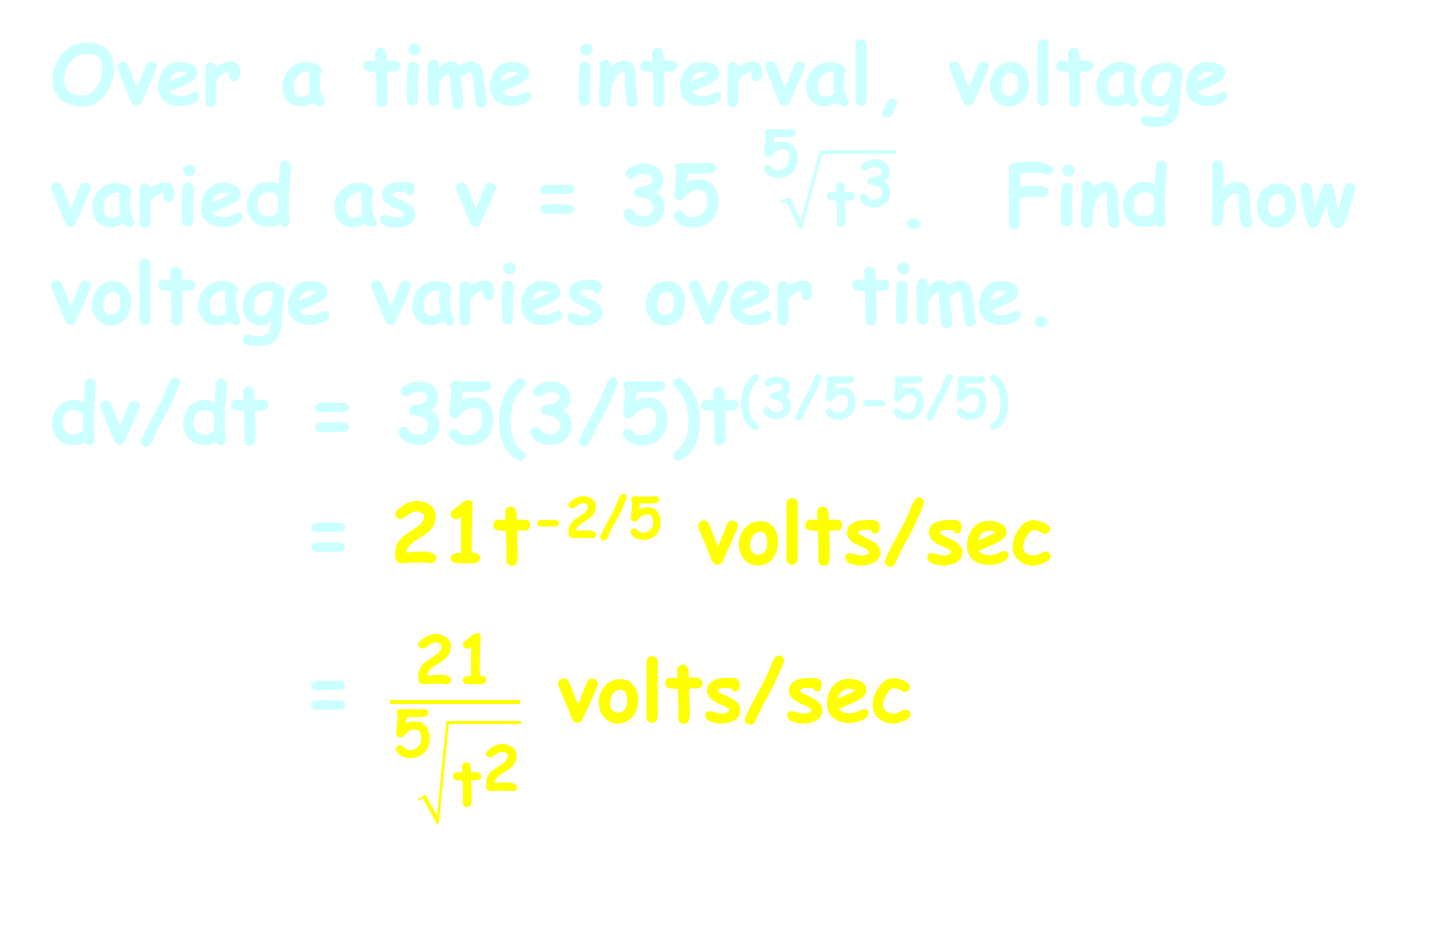 Over a time interval, voltage
varied as v = 35 ⁵√t³. Find how
voltage varies over time.
dv/dt = 35(3/5)t⁽³/⁵⁻⁵/⁵⁾
= 21t⁻²/⁵ volts/sec
= 21/⁵√t² volts/sec